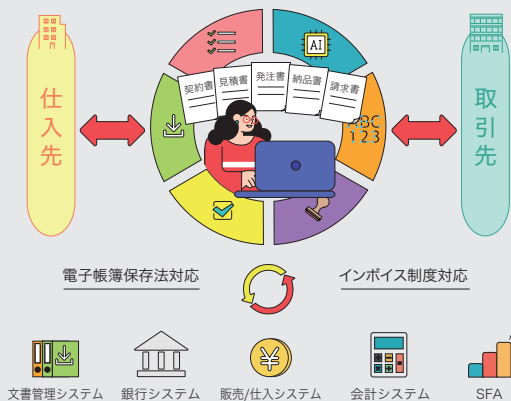 仕入先
取引先
AI
契約書
見積書
発注書
納品書
請求書
ABC
123
電子帳簿保存法対応
インボイス制度対応
文書管理システム
銀行システム
販売/仕入システム
会計システム
SFA